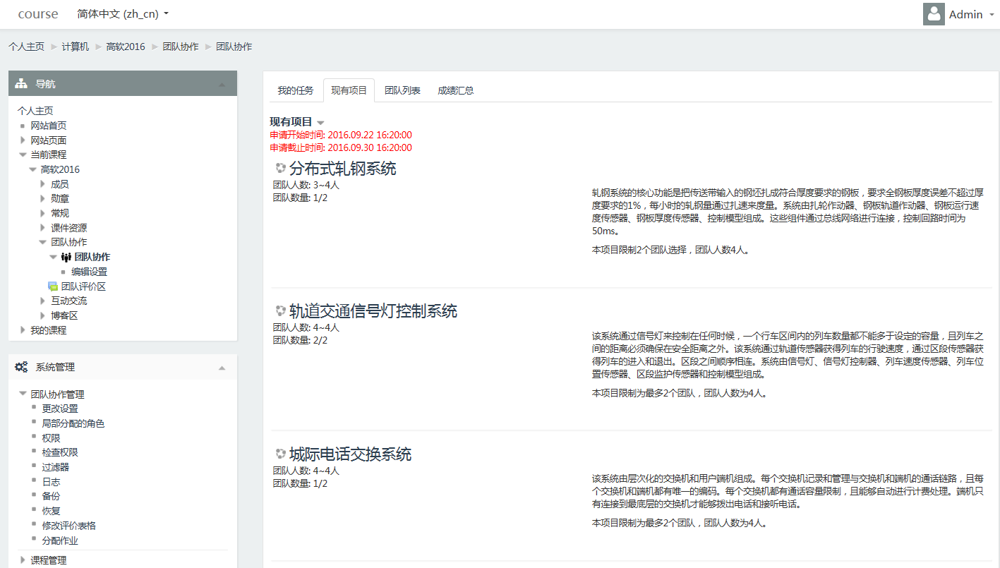 course 简体中文 (zh_cn)
Admin
个人主页 计算机 高软2016 团队协作 团队协作
导航
个人主页
网站首页
网站页面
当前课程
高软2016
成员
勋章
常规
课件资源
团队协作
团队协作
编辑设置
团队评价区
互动交流
博客区
我的课程
系统管理
团队协作管理
更改设置
局部分配的角色
权限
检查权限
过滤器
日志
备份
恢复
修改评价表格
分配作业
课程管理
我的任务 现有项目 团队列表 成绩汇总
现有项目
申请开始时间: 2016.09.22 16:20:00
申请截止时间: 2016.09.30 16:20:00
分布式轧钢系统
团队人数: 3~4人
团队数量: 1/2
轧钢系统的核心功能是把传送带输入的钢坯扎成符合厚度要求的钢板，要求全钢板厚度误差不超过厚
度要求的1%，每小时的轧钢量通过扎速来度量。系统由扎轮作动器、钢板轨道作动器、钢板运行速
度传感器、钢板厚度传感器、控制模型组成。这些组件通过总线网络进行连接，控制回路时间为
50ms。
本项目限制2个团队选择，团队人数4人。
轨道交通信号灯控制系统
团队人数: 4~4人
团队数量: 2/2
该系统通过信号灯来控制在任何时候，一个行车区间内的列车数量都不能多于设定的容量，且列车之
间的距离必须确保在安全距离之外。该系统通过轨道传感器获得列车的行驶速度，通过区段传感器获
得列车的进入和退出。区段之间顺序相连。系统由信号灯、信号灯控制器、列车速度传感器、列车位
置传感器、区段监护传感器和控制模型组成。
本项目限制为最多2个团队，团队人数为4人。
城际电话交换系统
团队人数: 4~4人
团队数量: 1/2
该系统由层次化的交换机和用户端机组成。每个交换机记录和管理与交换机和端机的通话链路，且每
个交换机和端机都有唯一的编码。每个交换机都有通话容量限制，且能够自动进行计费处理。端机只
有连接到最底层的交换机才能够拨出电话和接听电话。
本项目限制为最多2个团队，团队人数为4人。